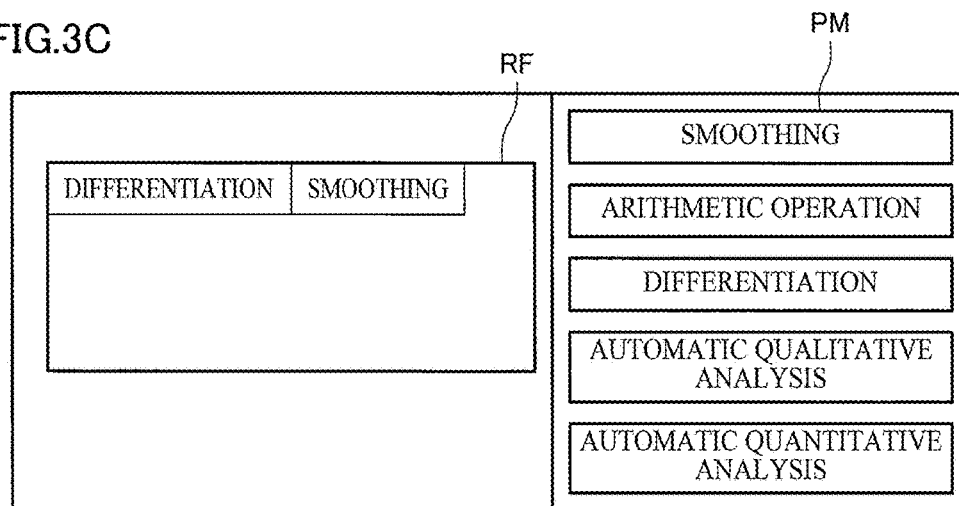 FIG.3C
PM
RF
DIFFERENTIATION SMOOTHING
SMOOTHING
ARITHMETIC OPERATION
DIFFERENTIATION
AUTOMATIC QUALITATIVE
ANALYSIS
AUTOMATIC QUANTITATIVE
ANALYSIS